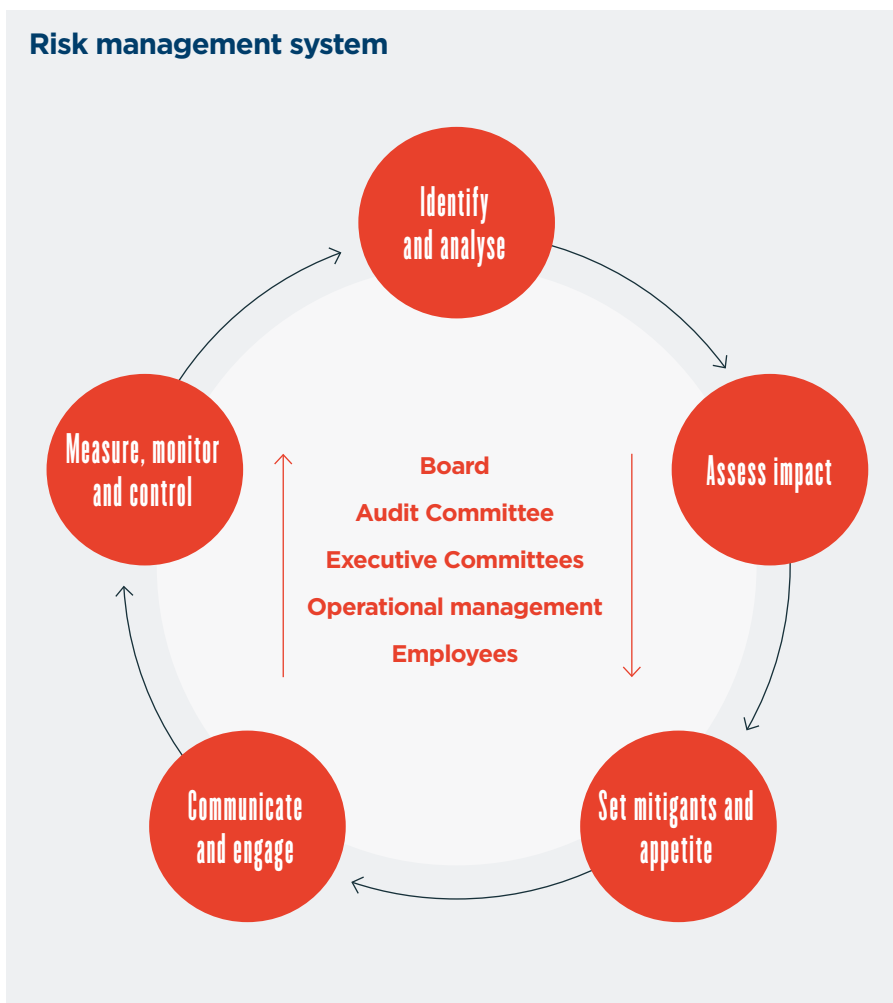 Risk management system
Identify
and analyse
Measure, monitor
and control
Assess impact
Board
Audit Committee
Executive Committees
Operational management
Employees
Communicate
and engage
Set mitigants and
appetite